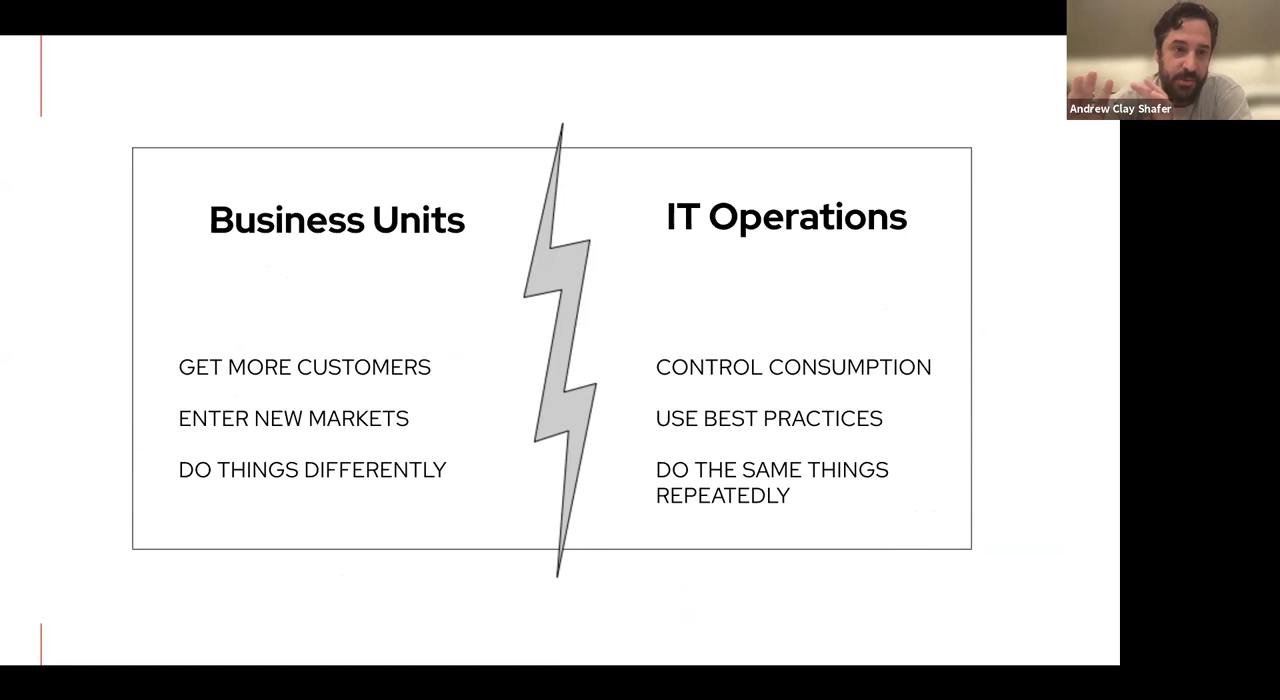 Andrew Clay Shafer
Business Units
IT Operations
GET MORE CUSTOMERS
ENTER NEW MARKETS
DO THINGS DIFFERENTLY
CONTROL CONSUMPTION
USE BEST PRACTICES
DO THE SAME THINGS
REPEATEDLY